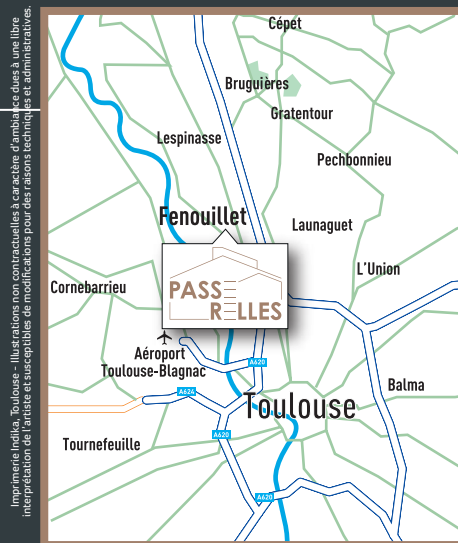 Imprimerie Indika, Toulouse - Illustrations non contractuelles à caractère d'ambiance dues à une libre
interprétation de l'artiste et susceptibles de modifications pour des raisons techniques et administratives.
Cépet
Bruguières
Gratentour
Lespinasse
Pechbonnieu
Fenouillet
Launaguet
L'Union
Cornebarrieu
PASSE
RELLES
Aéroport
Toulouse-Blagnac
A620
A624
Balma
Toulouse
A620
Tournefeuille
A620